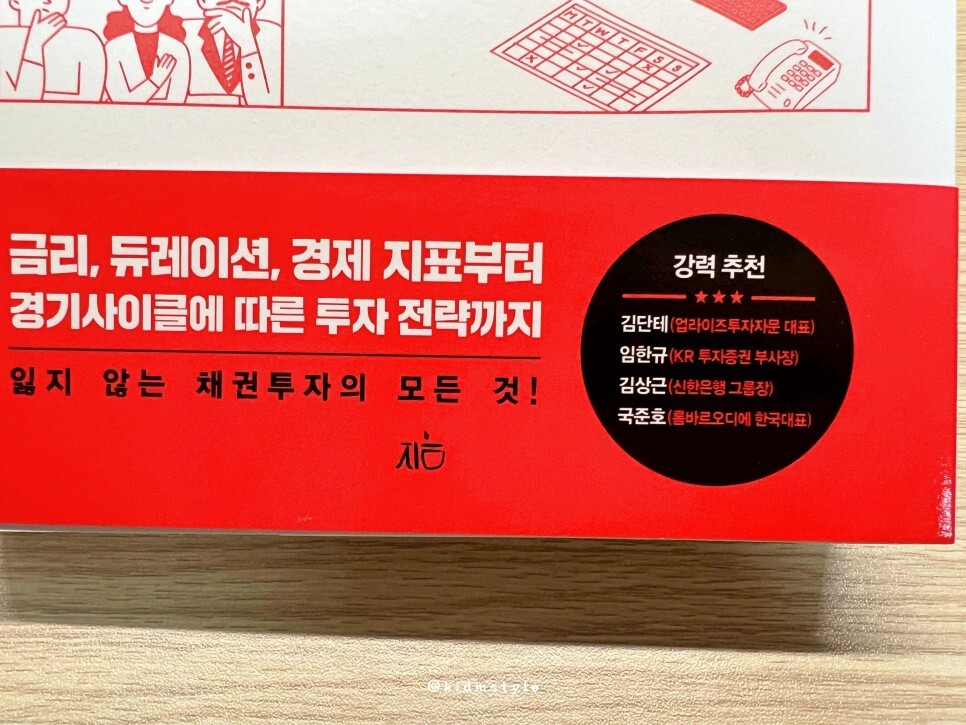 M T W T F S S
금리, 듀레이션, 경제 지표부터
경기사이클에 따른 투자 전략까지
잃지 않는 채권투자의 모든 것!
지음
강력 추천
김단테(업라이즈투자자문 대표)
임한규(KR 투자증권 부사장)
김상근(신한은행 그룹장)
국준호(롬바르오디에 한국대표)
@kidmstyle